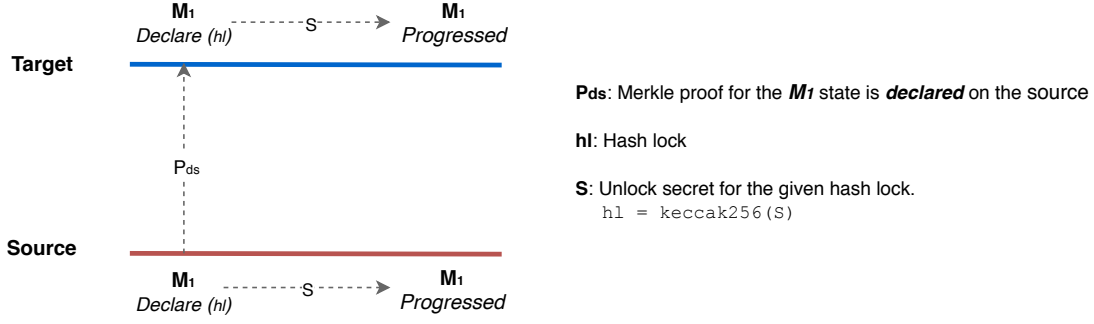 M1 M1
Declare (hl) S Progressed
Target
Pds: Merkle proof for the M1 state is declared on the source
hl: Hash lock
Pds
S: Unlock secret for the given hash lock.
hl = keccak256(S)
Source
M1 M1
Declare (hl) S Progressed